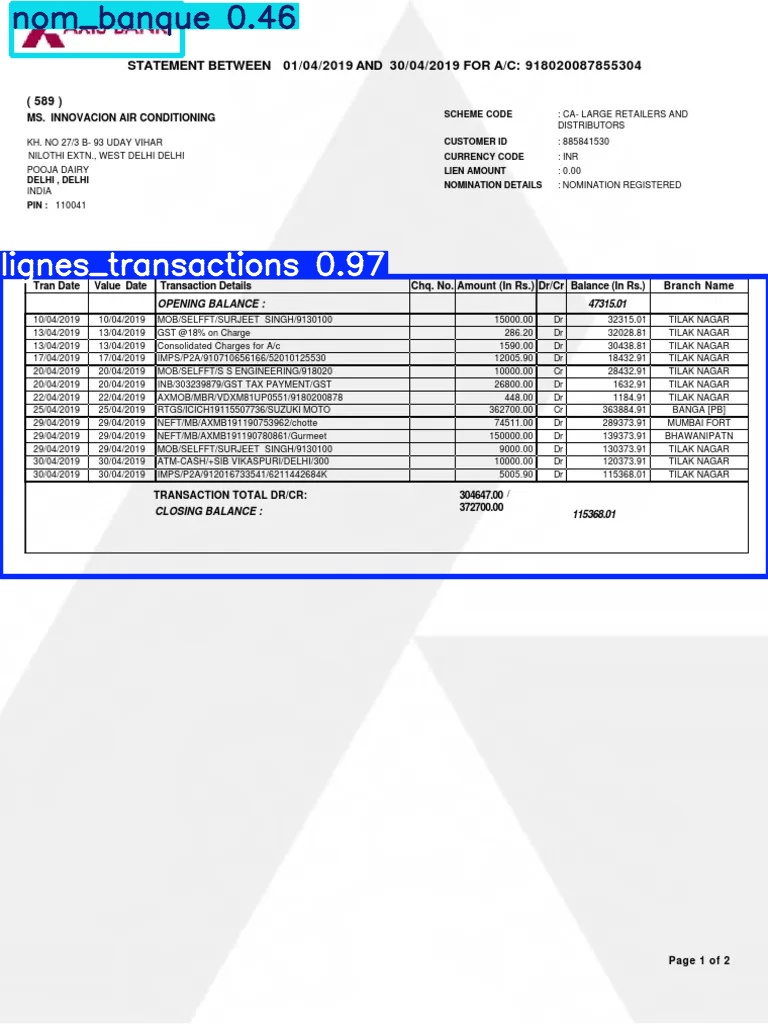 nom_banque 0.46
AXIS BANK
STATEMENT BETWEEN 01/04/2019 AND 30/04/2019 FOR A/C: 918020087855304
( 589 )
MS. INNOVACION AIR CONDITIONING
KH. NO 27/3 B- 93 UDAY VIHAR
NILOTHI EXTN., WEST DELHI DELHI
POOJA DAIRY
DELHI , DELHI
INDIA
PIN : 110041
SCHEME CODE : CA- LARGE RETAILERS AND
DISTRIBUTORS
CUSTOMER ID : 885841530
CURRENCY CODE : INR
LIEN AMOUNT : 0.00
NOMINATION DETAILS : NOMINATION REGISTERED
lignes_transactions 0.97
Tran Date Value Date Transaction Details Chq. No. Amount (In Rs.) Dr/Cr Balance (In Rs.) Branch Name
OPENING BALANCE : 47315.01
10/04/2019 10/04/2019 MOB/SELFFT/SURJEET SINGH/9130100 15000.00 Dr 32315.01 TILAK NAGAR
13/04/2019 13/04/2019 GST @18% on Charge 286.20 Dr 32028.81 TILAK NAGAR
13/04/2019 13/04/2019 Consolidated Charges for A/c 1590.00 Dr 30438.81 TILAK NAGAR
17/04/2019 17/04/2019 IMPS/P2A/910710656166/52010125530 12005.90 Dr 18432.91 TILAK NAGAR
20/04/2019 20/04/2019 MOB/SELFFT/S S ENGINEERING/918020 10000.00 Cr 28432.91 TILAK NAGAR
20/04/2019 20/04/2019 INB/303239879/GST TAX PAYMENT/GST 26800.00 Dr 1632.91 TILAK NAGAR
22/04/2019 22/04/2019 AXMOB/MBR/VDXM81UP0551/9180200878 448.00 Dr 1184.91 TILAK NAGAR
25/04/2019 25/04/2019 RTGS/ICICH19115507736/SUZUKI MOTO 362700.00 Cr 363884.91 BANGA [PB]
29/04/2019 29/04/2019 NEFT/MB/AXMB191190753962/chotte 74511.00 Dr 289373.91 MUMBAI FORT
29/04/2019 29/04/2019 NEFT/MB/AXMB191190780861/Gurmeet 150000.00 Dr 139373.91 BHAWANIPATN
29/04/2019 29/04/2019 MOB/SELFFT/SURJEET SINGH/9130100 9000.00 Dr 130373.91 TILAK NAGAR
30/04/2019 30/04/2019 ATM-CASH/+SIB VIKASPURI/DELHI/300 10000.00 Dr 120373.91 TILAK NAGAR
30/04/2019 30/04/2019 IMPS/P2A/912016733541/6211442684K 5005.90 Dr 115368.01 TILAK NAGAR
TRANSACTION TOTAL DR/CR: 304647.00 /
372700.00
CLOSING BALANCE : 115368.01
Page 1 of 2